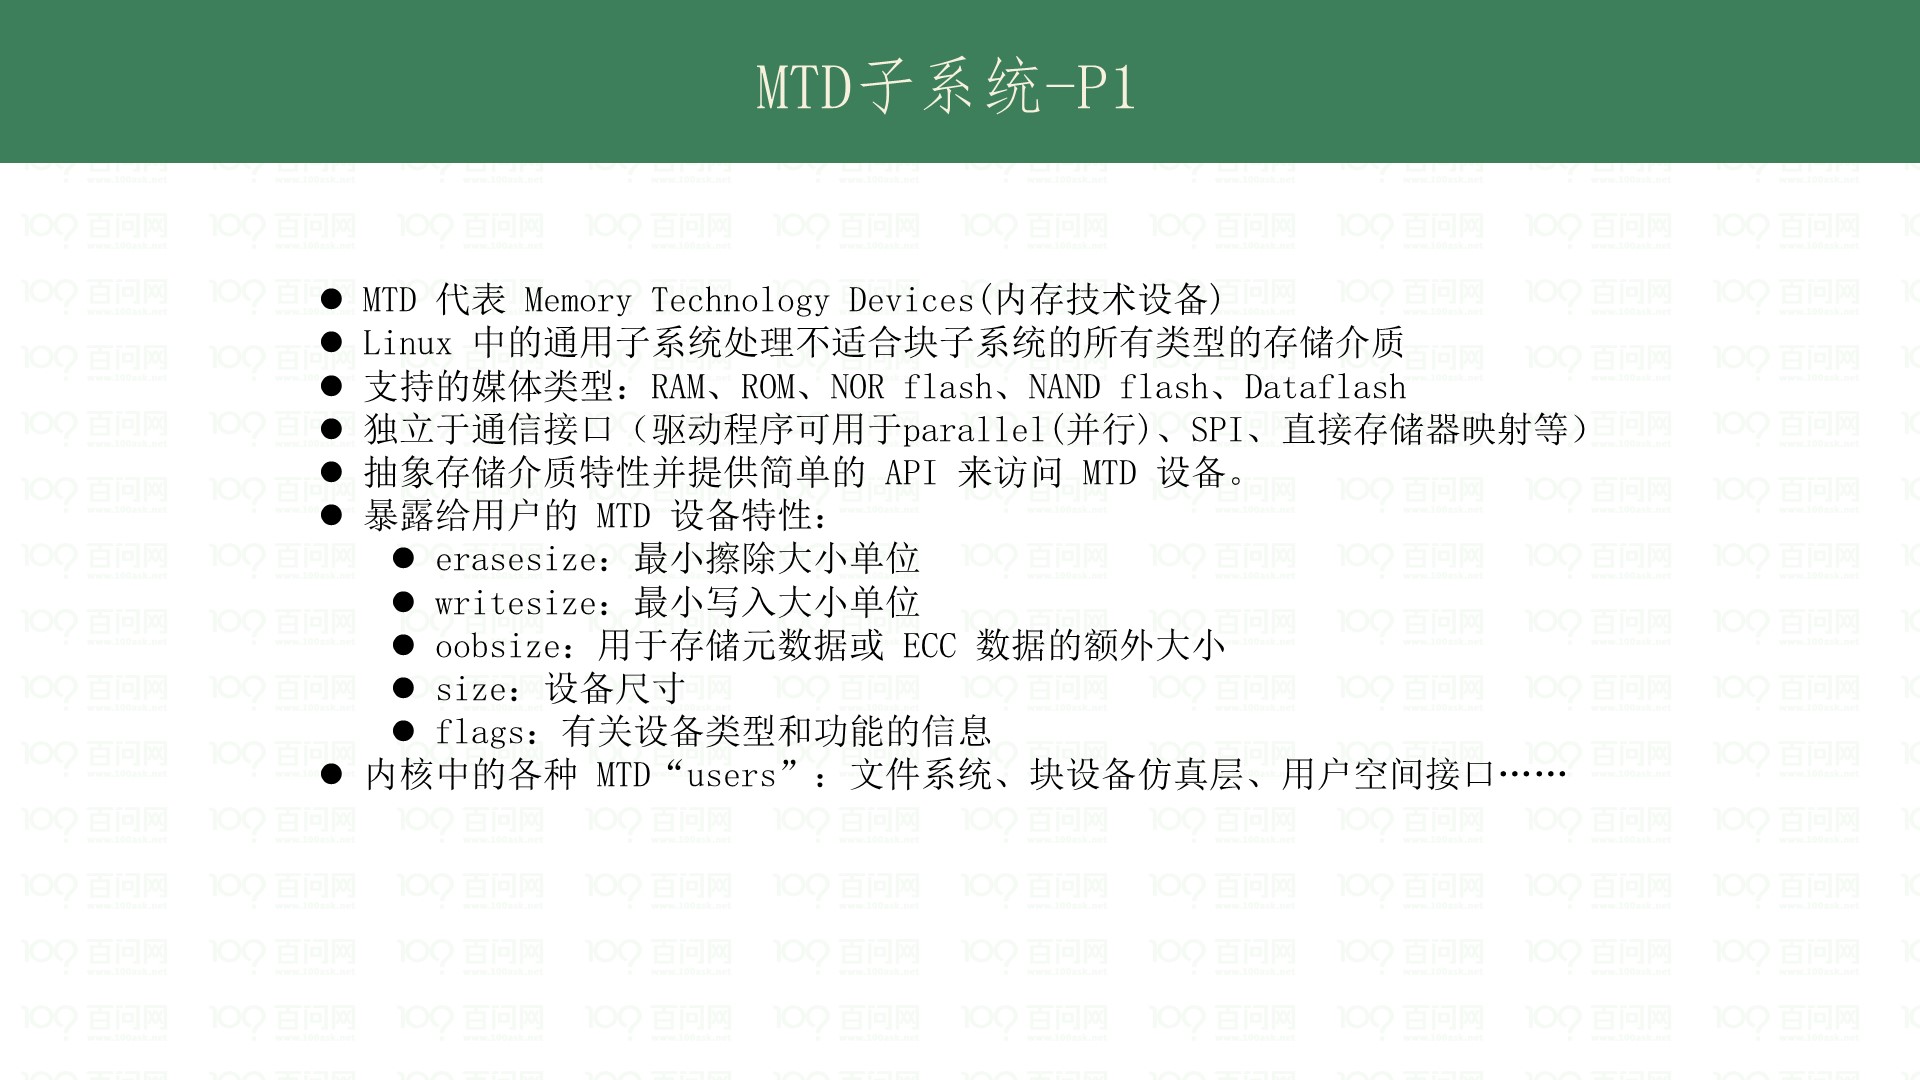 MTD子系统-P1
● MTD 代表 Memory Technology Devices(内存技术设备)
● Linux 中的通用子系统处理不适合块子系统的所有类型的存储介质
● 支持的媒体类型：RAM、ROM、NOR flash、NAND flash、Dataflash
● 独立于通信接口（驱动程序可用于parallel(并行)、SPI、直接存储器映射等）
● 抽象存储介质特性并提供简单的 API 来访问 MTD 设备。
● 暴露给用户的 MTD 设备特性：
● erasesize：最小擦除大小单位
● writesize：最小写入大小单位
● oobsize：用于存储元数据或 ECC 数据的额外大小
● size：设备尺寸
● flags：有关设备类型和功能的信息
● 内核中的各种 MTD“users”：文件系统、块设备仿真层、用户空间接口……
百问网